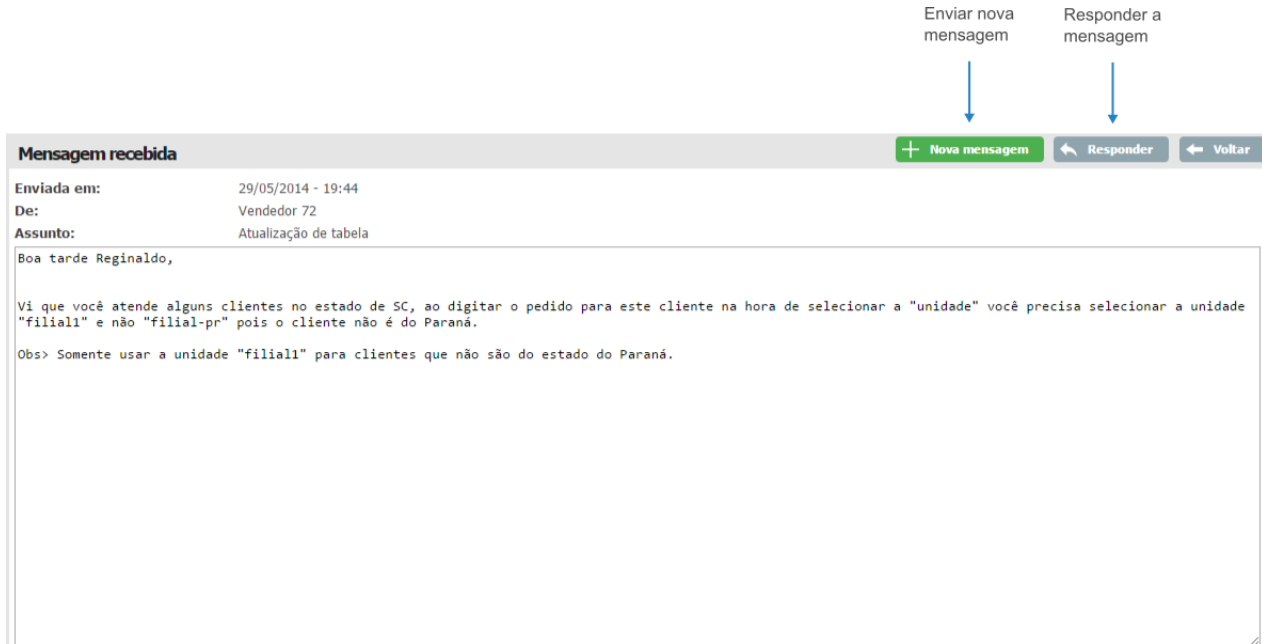 Enviar nova
mensagem
Responder a
mensagem
Mensagem recebida
Nova mensagem
Responder
Voltar
Enviada em: 29/05/2014 - 19:44
De: Vendedor 72
Assunto: Atualização de tabela
Boa tarde Reginaldo,
Vi que você atende alguns clientes no estado de SC, ao digitar o pedido para este cliente na hora de selecionar a "unidade" você precisa selecionar a unidade
"filial1" e não "filial-pr" pois o cliente não é do Paraná.
Obs> Somente usar a unidade "filial1" para clientes que não são do estado do Paraná.